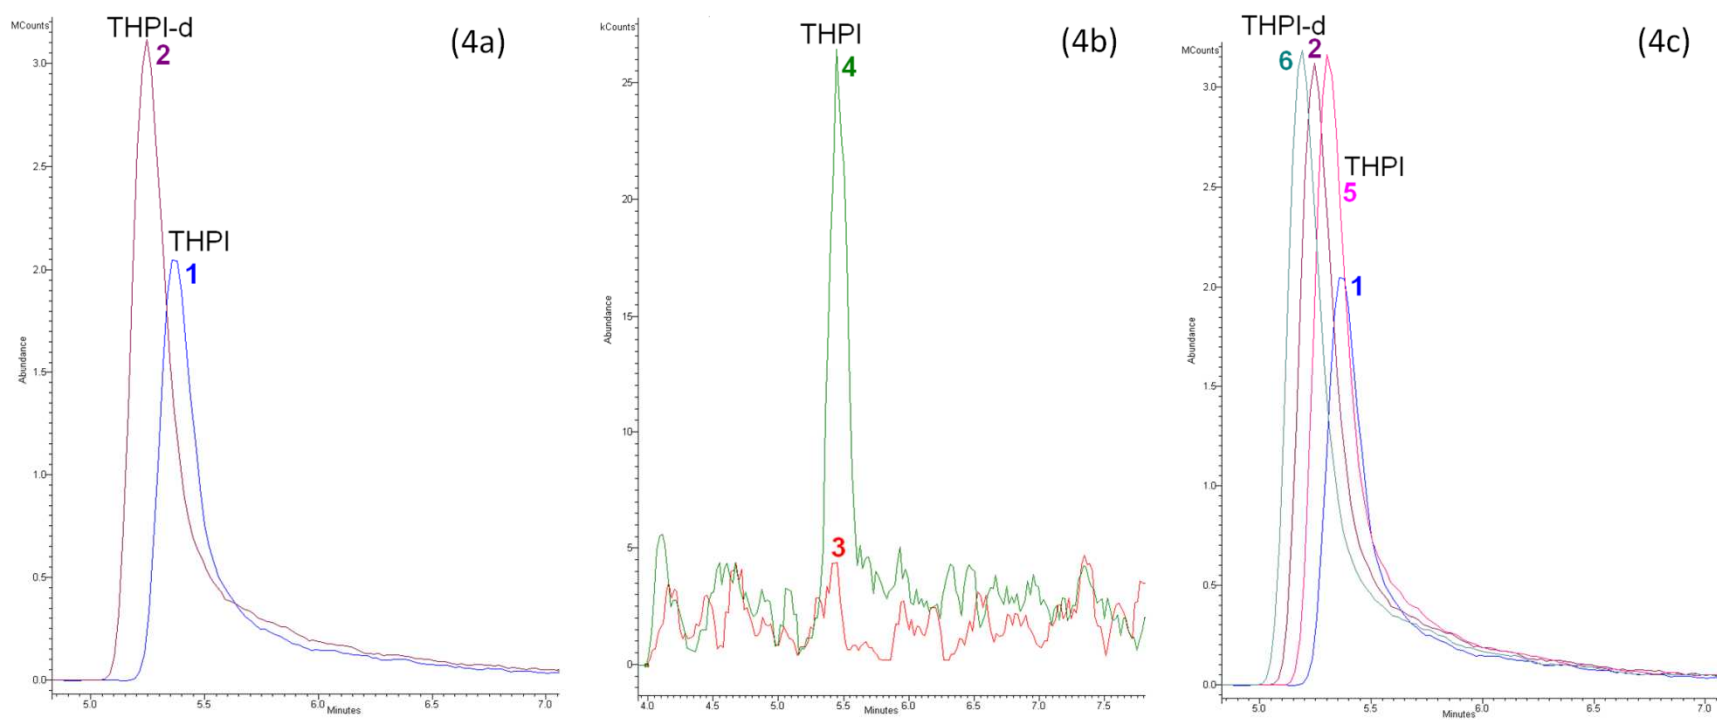 THPI-d
2
(4a)
MCounts
3.0
2.5
THPI
1
2.0
Abundance
1.5
1.0
0.5
0.0
5.0
5.5
6.0
6.5
7.0
Minutes
THPI
4
(4b)
kCounts
25
20
15
Abundance
10
5
3
0
4.0
4.5
5.0
5.5
6.0
6.5
7.0
7.5
Minutes
THPI-d
6
2
(4c)
MCounts
3.0
THPI
5
2.5
1
2.0
Abundance
1.5
1.0
0.5
0.0
5.0
5.5
6.0
6.5
7.0
Minutes